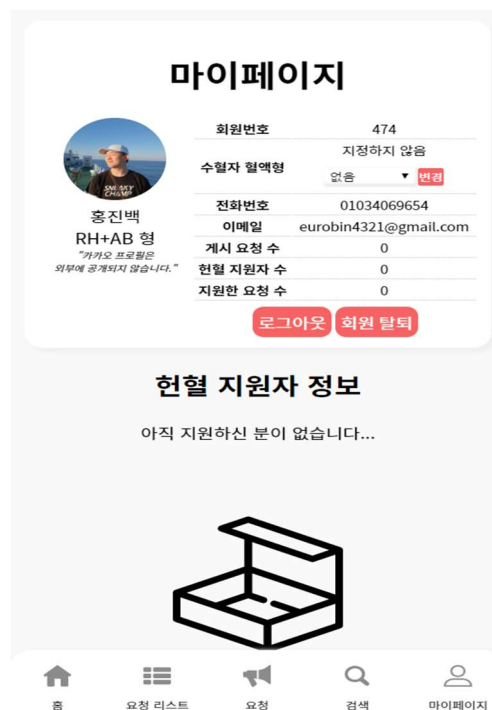 마이페이지
회원번호 474
지정하지 않음
수혈자 혈액형
없음 ▼ 변경
전화번호 01034069654
이메일 eurobin4321@gmail.com
게시 요청 수 0
헌혈 지원자 수 0
지원한 요청 수 0
SNEAKY
CHAMP
홍진백
RH+AB 형
"카카오 프로필은
외부에 공개되지 않습니다."
로그아웃 회원 탈퇴
헌혈 지원자 정보
아직 지원하신 분이 없습니다...
홈 요청 리스트 요청 검색 마이페이지